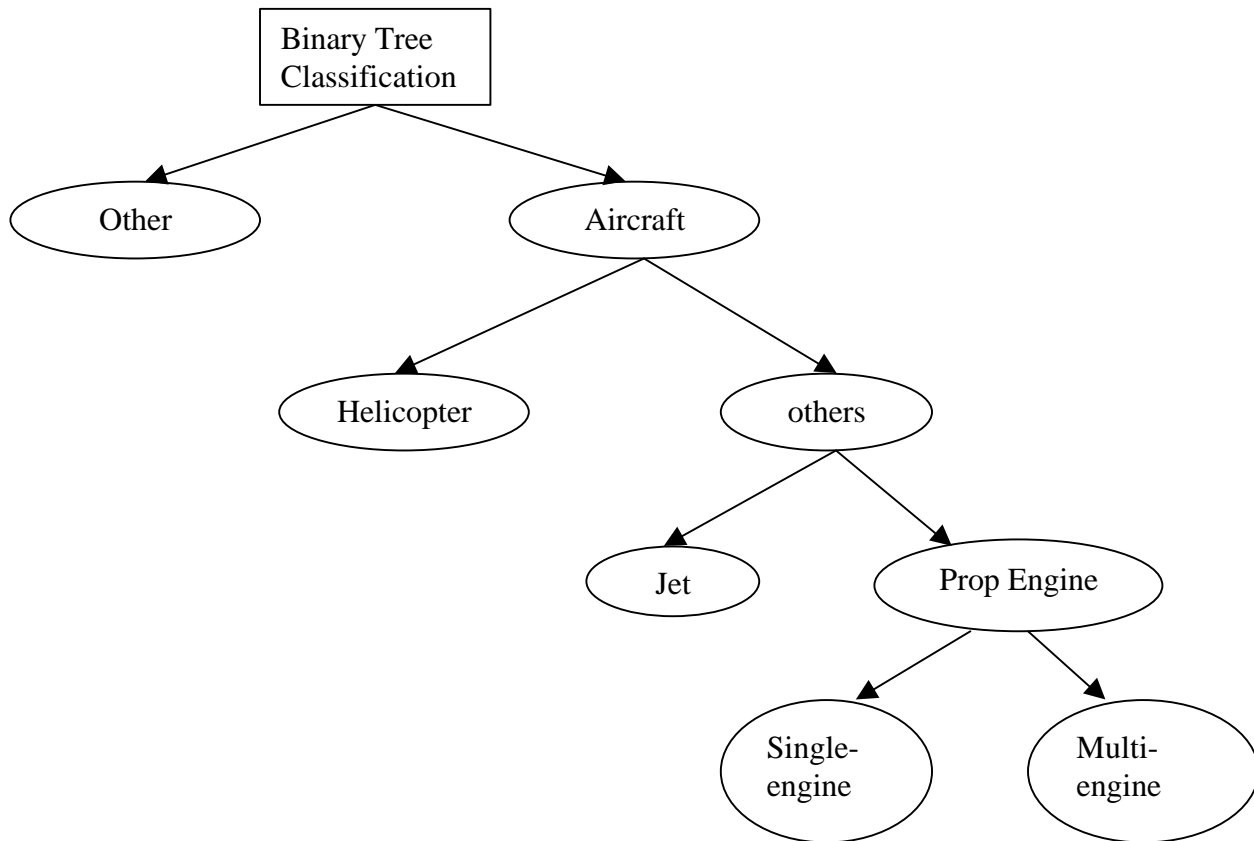 Binary Tree
Classification
Other
Aircraft
Helicopter
others
Jet
Prop Engine
Single-
engine
Multi-
engine